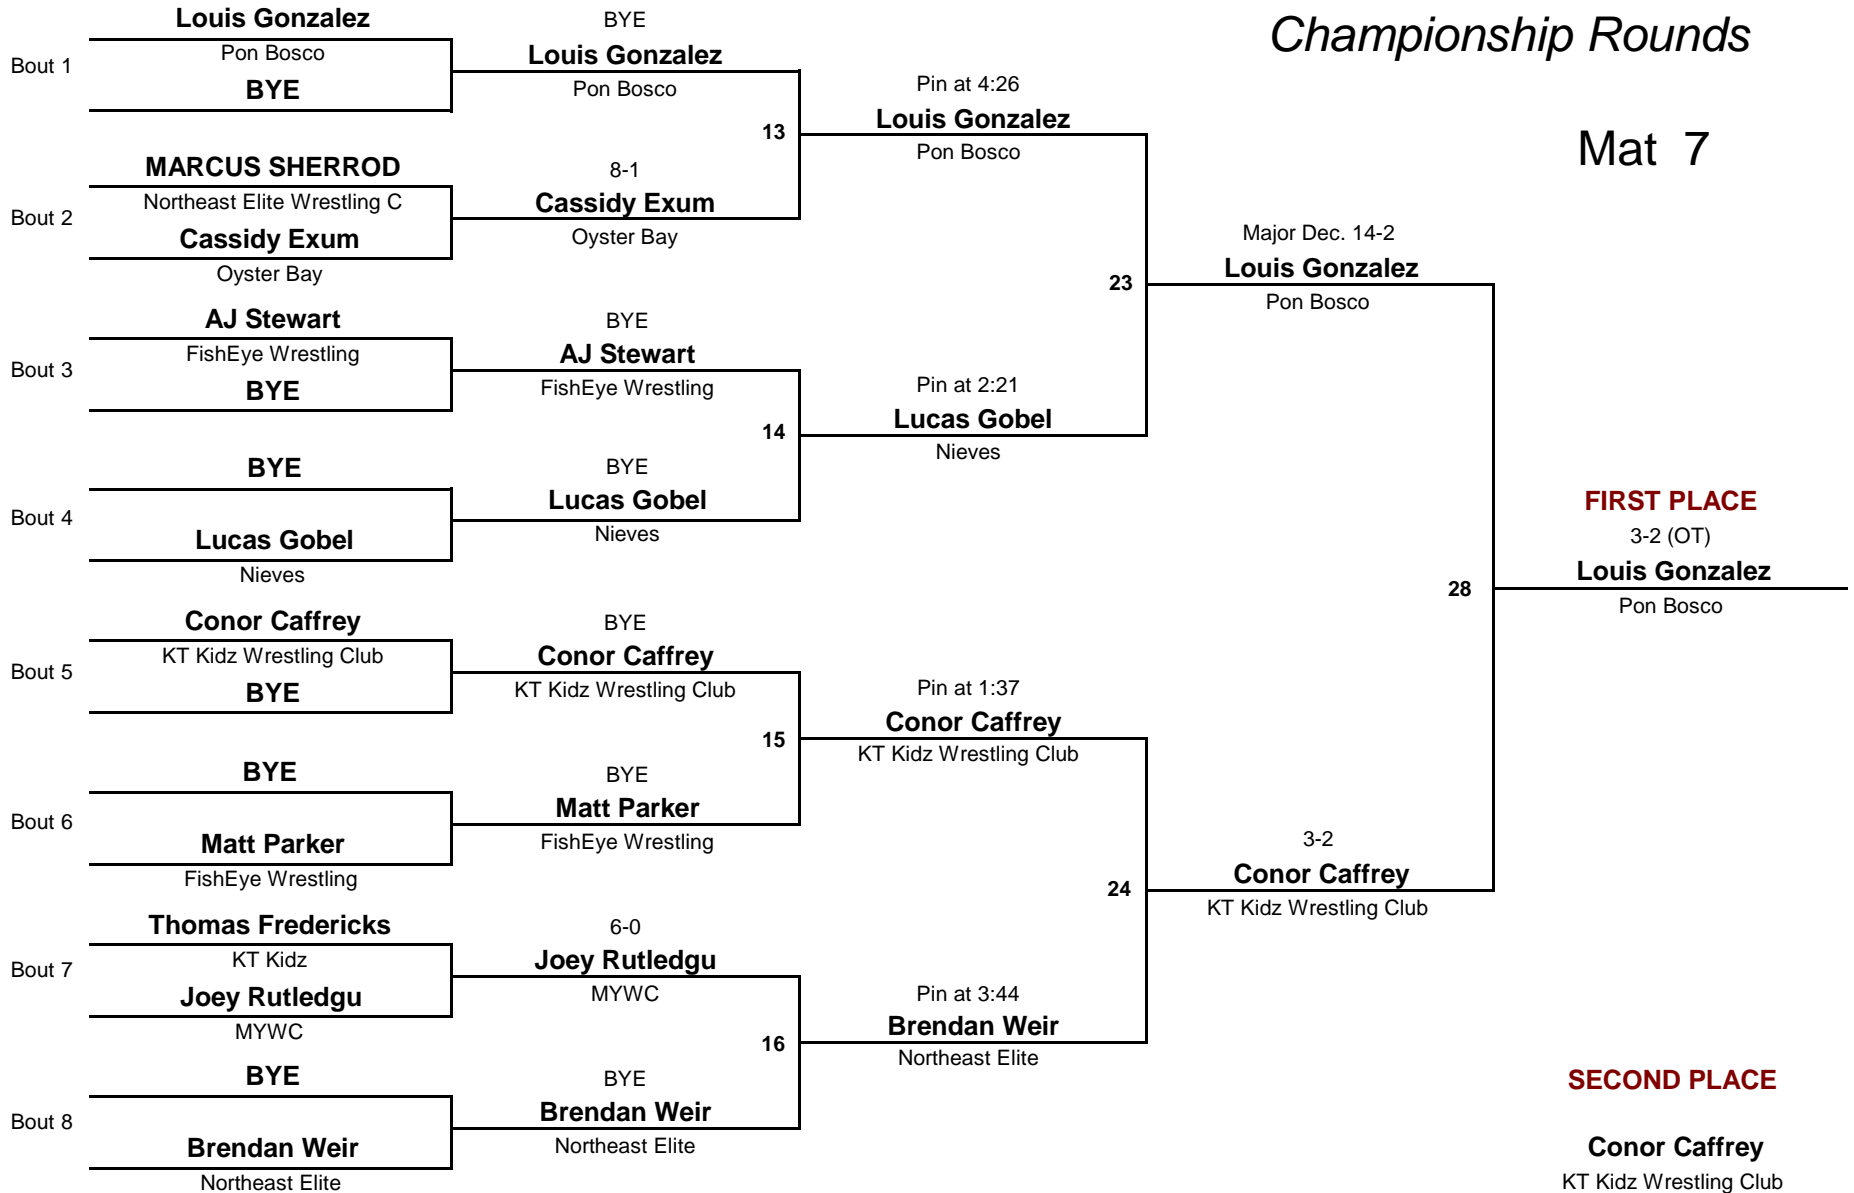 Championship Rounds
Mat 7
Louis Gonzalez
Bout 1
Pon Bosco
BYE
MARCUS SHERROD
Bout 2
Northeast Elite Wrestling C
Cassidy Exum
Oyster Bay
AJ Stewart
Bout 3
FishEye Wrestling
BYE
BYE
Bout 4
Lucas Gobel
Nieves
Conor Caffrey
Bout 5
KT Kidz Wrestling Club
BYE
BYE
Bout 6
Matt Parker
FishEye Wrestling
Thomas Fredericks
Bout 7
KT Kidz
Joey Rutledgu
MYWC
BYE
Bout 8
Brendan Weir
Northeast Elite
BYE
Louis Gonzalez
Pon Bosco
13
8-1
Cassidy Exum
Oyster Bay
BYE
AJ Stewart
FishEye Wrestling
14
BYE
Lucas Gobel
Nieves
BYE
Conor Caffrey
KT Kidz Wrestling Club
15
BYE
Matt Parker
FishEye Wrestling
6-0
Joey Rutledgu
MYWC
16
BYE
Brendan Weir
Northeast Elite
Pin at 4:26
Louis Gonzalez
Pon Bosco
23
Pin at 2:21
Lucas Gobel
Nieves
Pin at 1:37
Conor Caffrey
KT Kidz Wrestling Club
24
Pin at 3:44
Brendan Weir
Northeast Elite
Major Dec. 14-2
Louis Gonzalez
Pon Bosco
28
3-2
Conor Caffrey
KT Kidz Wrestling Club
FIRST PLACE
3-2 (OT)
Louis Gonzalez
Pon Bosco
SECOND PLACE
Conor Caffrey
KT Kidz Wrestling Club